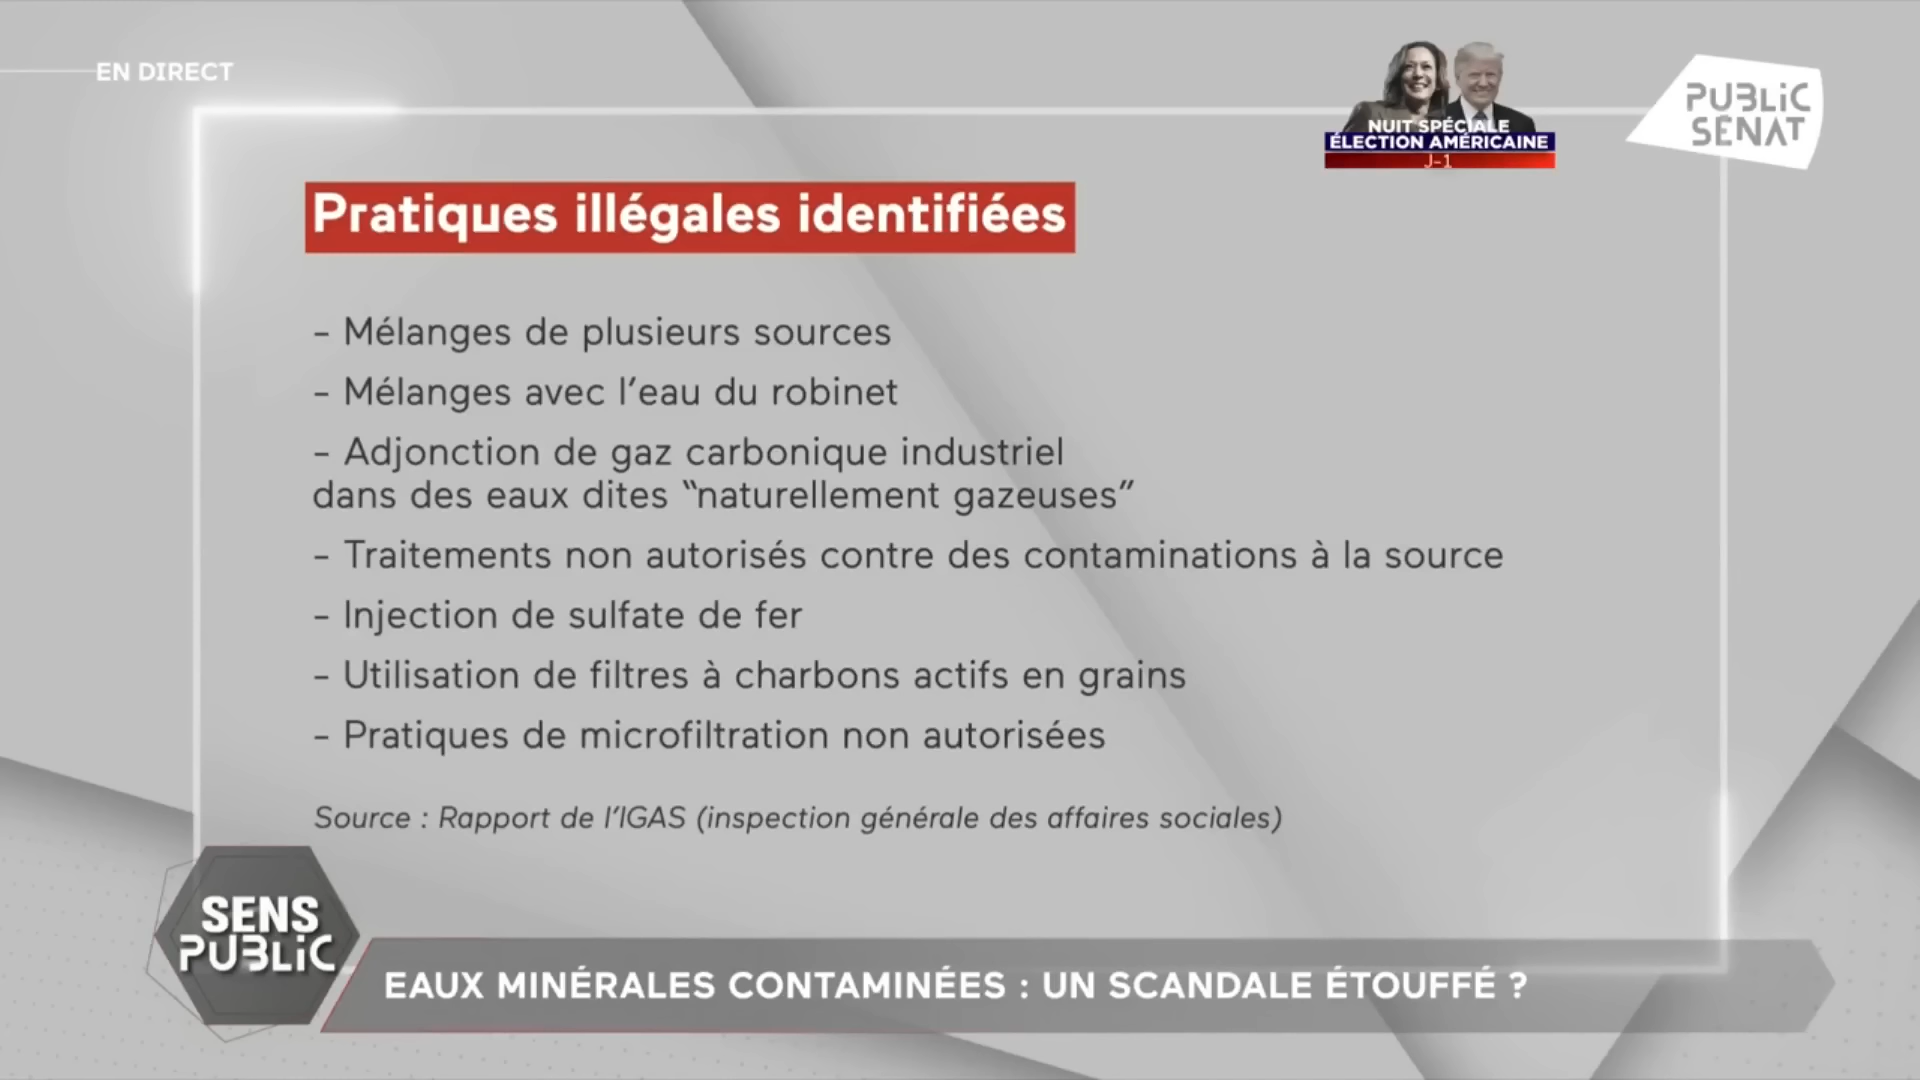 EN DIRECT
NUIT SPÉCIALE
ÉLECTION AMÉRICAINE
J-1
PUBLIC
SÉNAT
Pratiques illégales identifiées
- Mélanges de plusieurs sources
- Mélanges avec l'eau du robinet
- Adjonction de gaz carbonique industriel
dans des eaux dites “naturellement gazeuses”
- Traitements non autorisés contre des contaminations à la source
- Injection de sulfate de fer
- Utilisation de filtres à charbons actifs en grains
- Pratiques de microfiltration non autorisées
Source : Rapport de l'IGAS (inspection générale des affaires sociales)
SENS
PUBLIC
EAUX MINÉRALES CONTAMINÉES : UN SCANDALE ÉTOUFFÉ ?